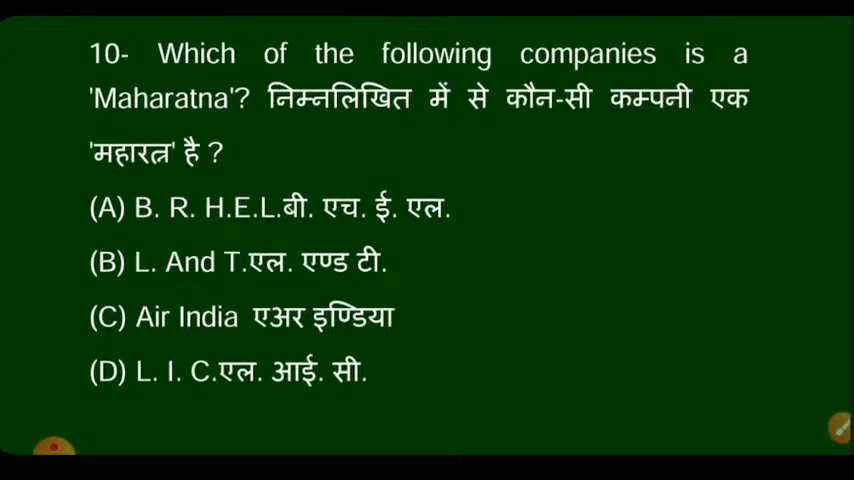 10- Which of the following companies is a
'Maharatna'? निम्नलिखित में से कौन-सी कम्पनी एक
'महारत्न' है ?
(A) B. R. H.E.L.बी. एच. ई. एल.
(B) L. And T.एल. एण्ड टी.
(C) Air India एअर इण्डिया
(D) L. I. C.एल. आई. सी.